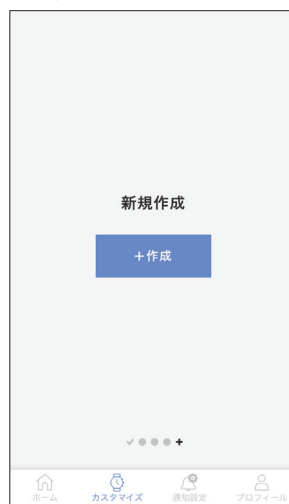 新規作成
＋作成
ホーム
カスタマイズ
通知設定
プロフィール